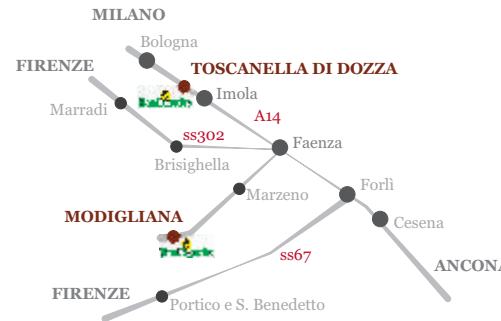 MILANO
Bologna
FIRENZE
TOSCANELLA DI DOZZA
Marradi
Imola
A14
ss302
Faenza
Brisighella
Marzeno
Forlì
MODIGLIANA
Cesena
ss67
ANCONA
FIRENZE
Portico e S. Benedetto